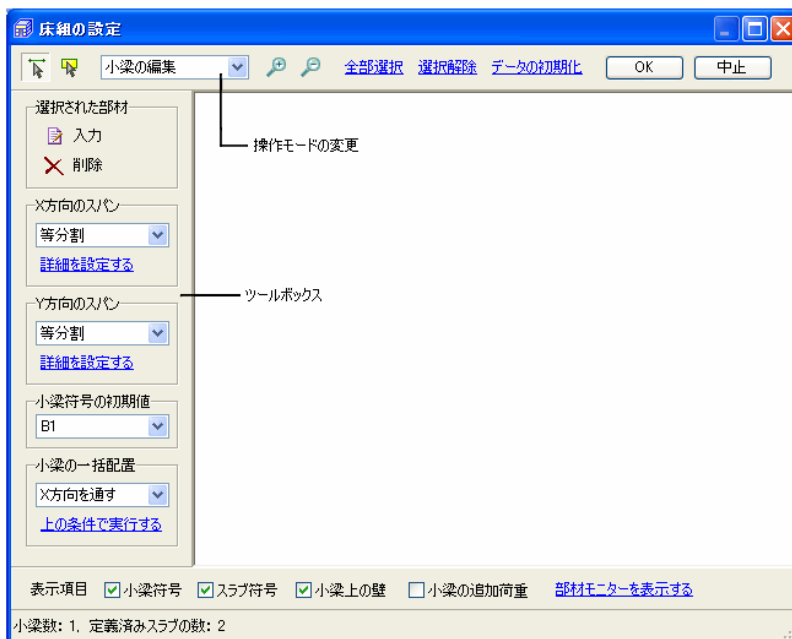 床組の設定
小梁の編集
全部選択 選択解除 データの初期化 OK 中止
選択された部材
入力
削除
操作モードの変更
X方向のスパン
等分割
詳細を設定する
ツールボックス
Y方向のスパン
等分割
詳細を設定する
小梁符号の初期値
B1
小梁の一括配置
X方向を通す
上の条件で実行する
表示項目 小梁符号 スラブ符号 小梁上の壁 小梁の追加荷重 部材モニターを表示する
小梁数: 1, 定義済みスラブの数: 2